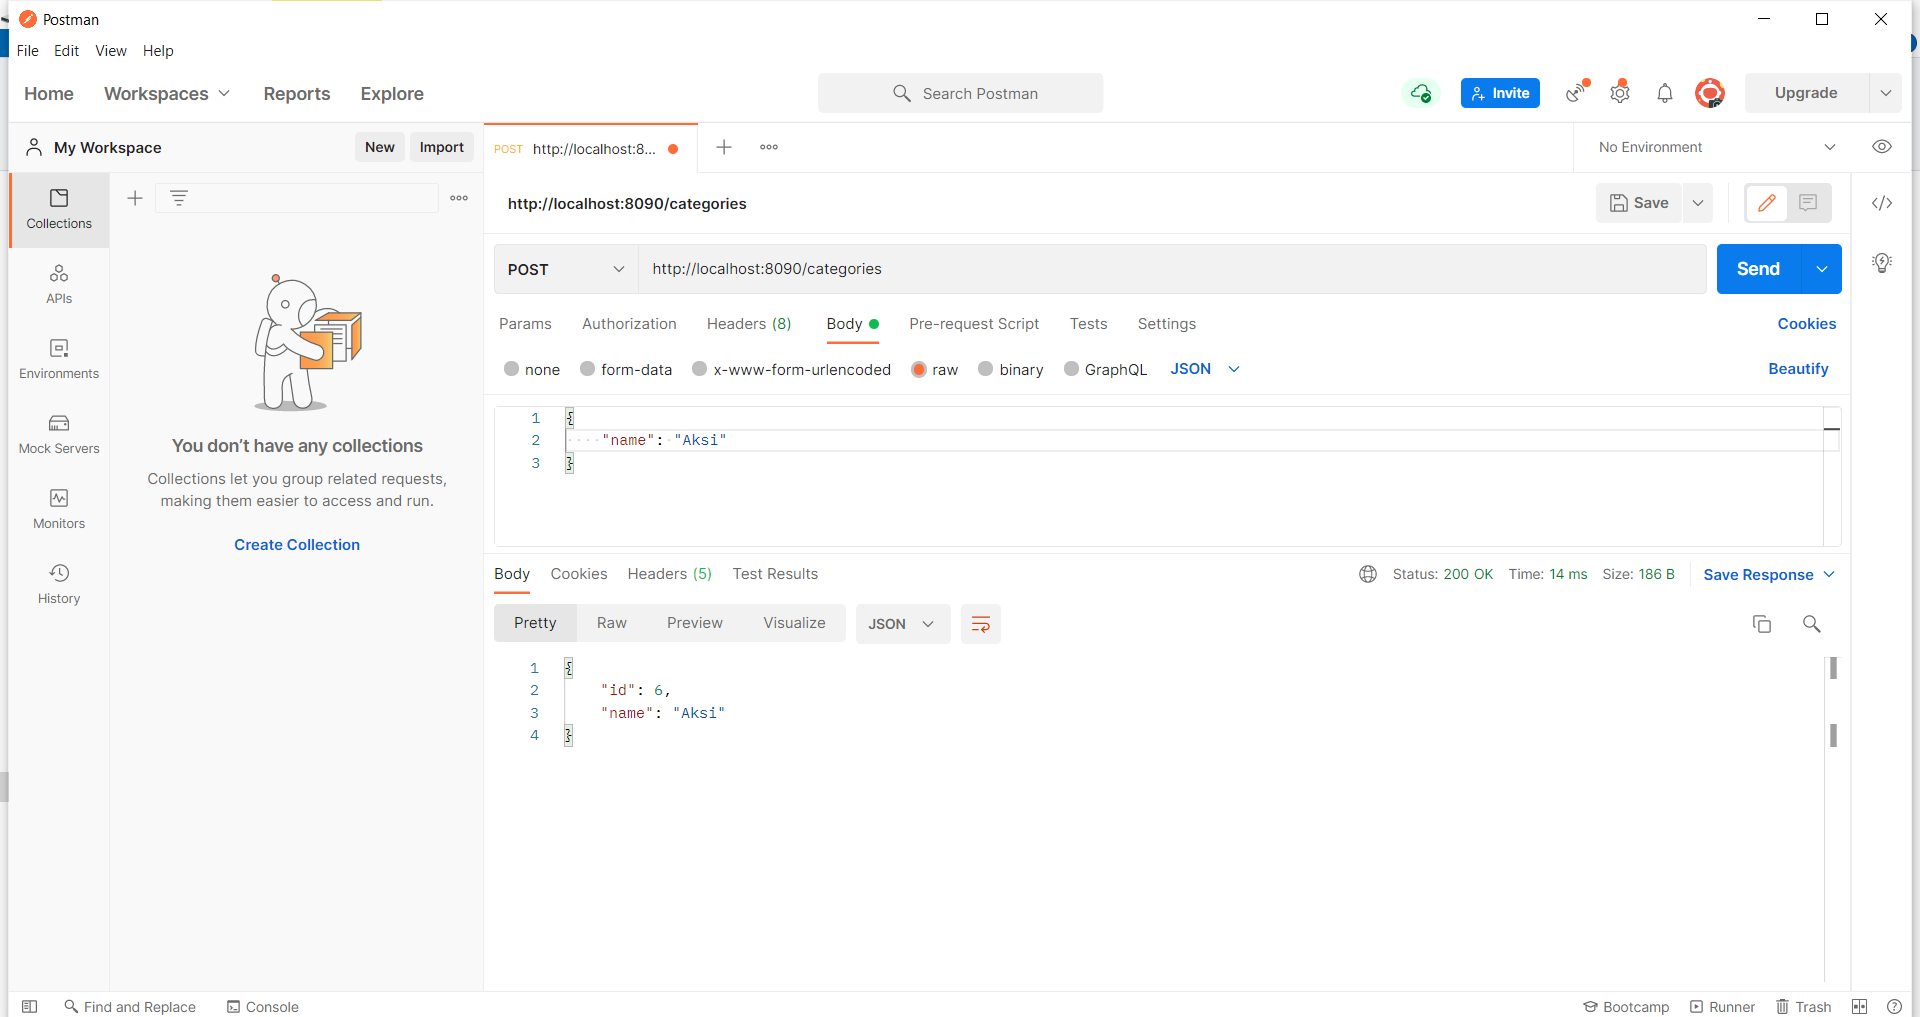 Postman
File Edit View Help
Home Workspaces Reports Explore
Search Postman
Invite
Upgrade
My Workspace
New Import
POST http://localhost:8...
No Environment
Collections
APIs
Environments
Mock Servers
Monitors
History
You don't have any collections
Collections let you group related requests,
making them easier to access and run.
Create Collection
http://localhost:8090/categories
Save
POST http://localhost:8090/categories
Send
Params Authorization Headers (8) Body Pre-request Script Tests Settings Cookies
none form-data x-www-form-urlencoded raw binary GraphQL JSON Beautify
1 {
2 "name": "Aksi"
3 }
Body Cookies Headers (5) Test Results Status: 200 OK Time: 14 ms Size: 186 B Save Response
Pretty Raw Preview Visualize JSON
1 {
2 "id": 6,
3 "name": "Aksi"
4 }
Find and Replace Console
Bootcamp Runner Trash